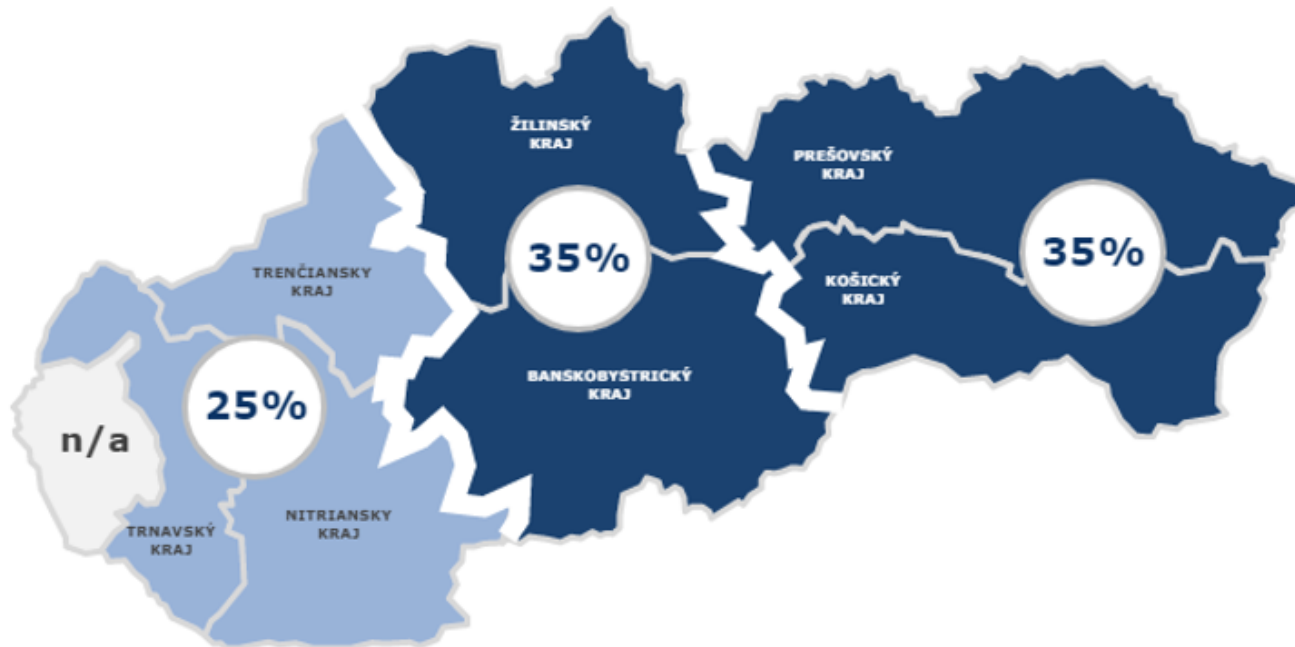 ŽILINSKÝ
KRAJ
PREŠOVSKÝ
KRAJ
35%
35%
TRENČIANSKY
KRAJ
KOŠICKÝ
KRAJ
BANSKOBYSTRICKÝ
KRAJ
25%
n/a
NITRIANSKY
KRAJ
TRNAVSKÝ
KRAJ